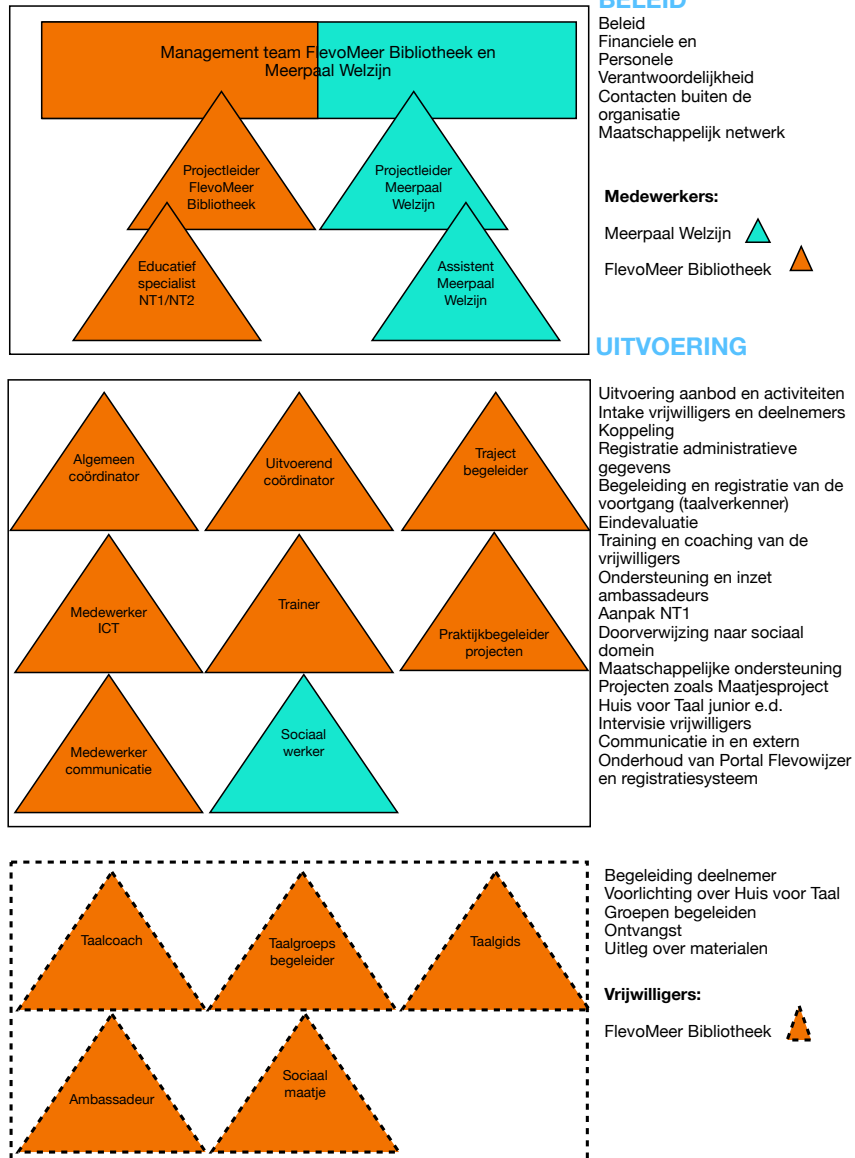 BELEID
Management team FlevoMeer Bibliotheek en
Meerpaal Welzijn
Projectleider
FlevoMeer
Bibliotheek
Projectleider
Meerpaal
Welzijn
Educatief
specialist
NT1/NT2
Assistent
Meerpaal
Welzijn
Beleid
Financiele en
Personele
Verantwoordelijkheid
Contacten buiten de
organisatie
Maatschappelijk netwerk
Medewerkers:
Meerpaal Welzijn
FlevoMeer Bibliotheek
UITVOERING
Algemeen
coördinator
Uitvoerend
coördinator
Traject
begeleider
Medewerker
ICT
Trainer
Praktijkbegeleider
projecten
Medewerker
communicatie
Sociaal
werker
Uitvoering aanbod en activiteiten
Intake vrijwilligers en deelnemers
Koppeling
Registratie administratieve
gegevens
Begeleiding en registratie van de
voortgang (taalverkenner)
Eindevaluatie
Training en coaching van de
vrijwilligers
Ondersteuning en inzet
ambassadeurs
Aanpak NT1
Doorverwijzing naar sociaal
domein
Maatschappelijke ondersteuning
Projecten zoals Maatjesproject
Huis voor Taal junior e.d.
Intervisie vrijwilligers
Communicatie in en extern
Onderhoud van Portal Flevowijzer
en registratiesysteem
Taalcoach
Taalgroeps
begeleider
Taalgids
Ambassadeur
Sociaal
maatje
Begeleiding deelnemer
Voorlichting over Huis voor Taal
Groepen begeleiden
Ontvangst
Uitleg over materialen
Vrijwilligers:
FlevoMeer Bibliotheek